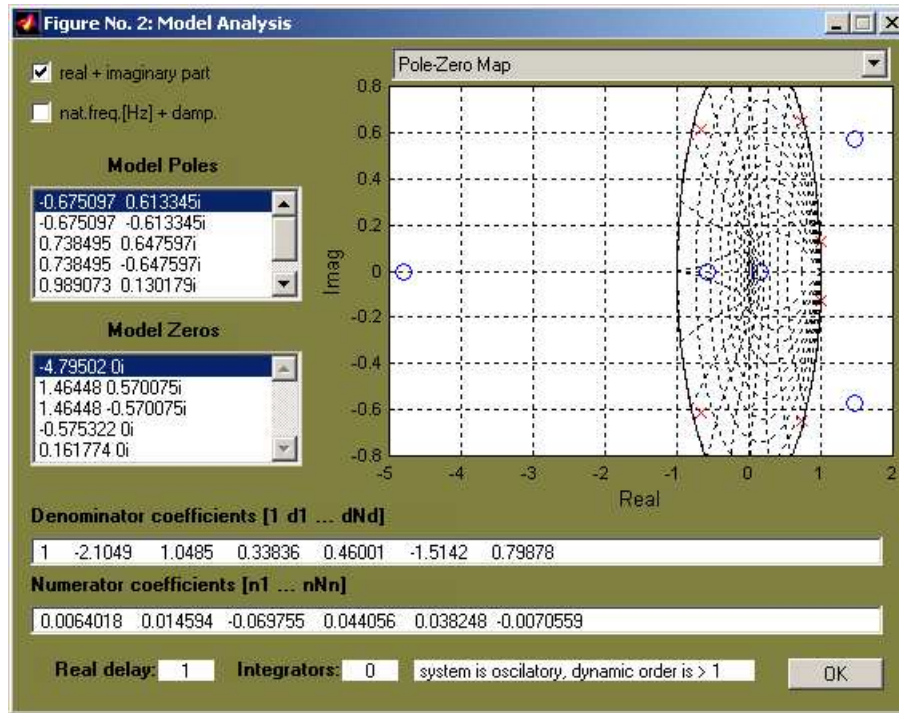 Figure No. 2: Model Analysis
real + imaginary part
nat.freq.[Hz] + damp.
Model Poles
-0.675097 0.613345i
-0.675097 -0.613345i
0.738495 0.647597i
0.738495 -0.647597i
0.989073 0.130179i
Model Zeros
-4.79502 0i
1.46448 0.570075i
1.46448 -0.570075i
-0.575322 0i
0.161774 0i
Pole-Zero Map
0.8
0.6
0.4
0.2
0
-0.2
-0.4
-0.6
-0.8
Imag
-5 -4 -3 -2 -1 0 1 2
Real
Denominator coefficients [1 d1 ... dNd]
1 -2.1049 1.0485 0.33836 0.46001 -1.5142 0.79878
Numerator coefficients [n1 ... nNn]
0.0064018 0.014594 -0.069755 0.044056 0.038248 -0.0070559
Real delay: 1 Integrators: 0 system is oscilatory, dynamic order is > 1 OK